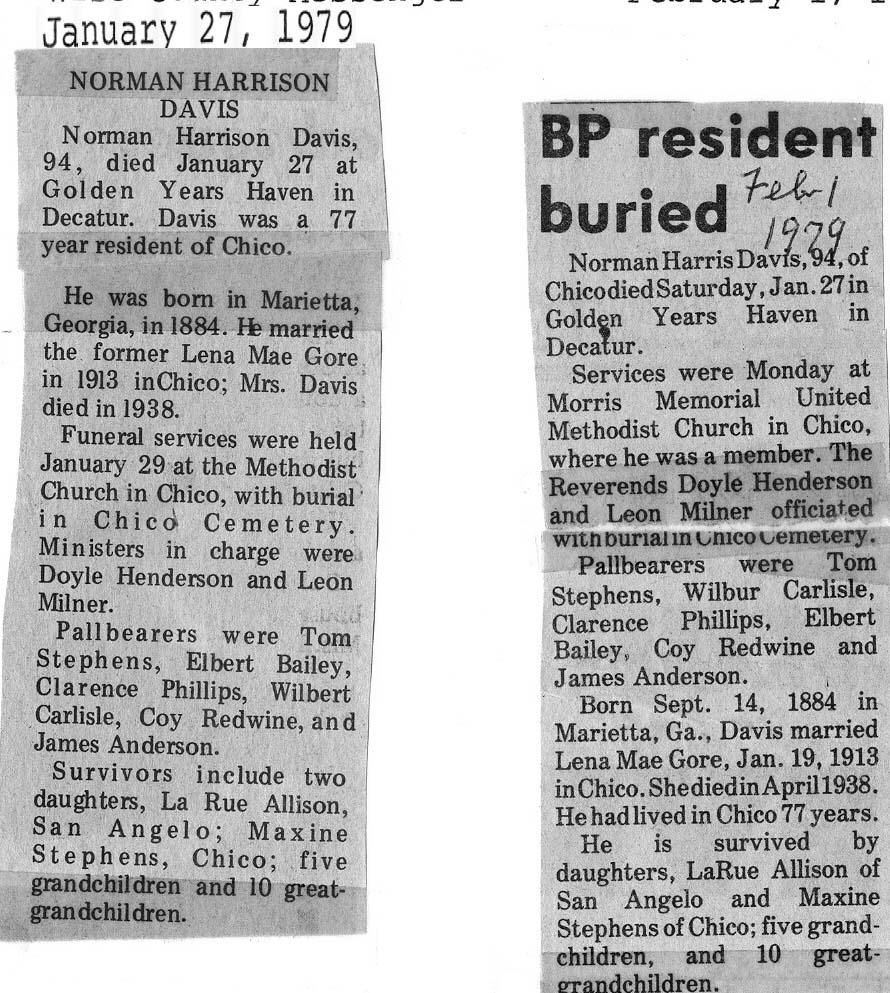 January 27, 1979
NORMAN HARRISON
DAVIS
Norman Harrison Davis,
94, died January 27 at
Golden Years Haven in
Decatur. Davis was a 77
year resident of Chico.
He was born in Marietta,
Georgia, in 1884. He married
the former Lena Mae Gore
in 1913 inChico; Mrs. Davis
died in 1938.
Funeral services were held
January 29 at the Methodist
Church in Chico, with burial
in Chico Cemetery.
Ministers in charge were
Doyle Henderson and Leon
Milner.
Pallbearers were Tom
Stephens, Elbert Bailey,
Clarence Phillips, Wilbert
Carlisle, Coy Redwine, and
James Anderson.
Survivors include two
daughters, La Rue Allison,
San Angelo; Maxine
Stephens, Chico; five
grandchildren and 10 great-
grandchildren.
BP resident
buried
Feb 1
1979
Norman Harris Davis, 94, of
Chico died Saturday, Jan. 27 in
Golden Years Haven in
Decatur.
Services were Monday at
Morris Memorial United
Methodist Church in Chico,
where he was a member. The
Reverends Doyle Henderson
and Leon Milner officiated
with burial in Chico Cemetery.
Pallbearers were Tom
Stephens, Wilbur Carlisle,
Clarence Phillips, Elbert
Bailey, Coy Redwine and
James Anderson.
Born Sept. 14, 1884 in
Marietta, Ga., Davis married
Lena Mae Gore, Jan. 19, 1913
in Chico. She died in April 1938.
He had lived in Chico 77 years.
He is survived by
daughters, LaRue Allison of
San Angelo and Maxine
Stephens of Chico; five grand-
children, and 10 great-
grandchildren.